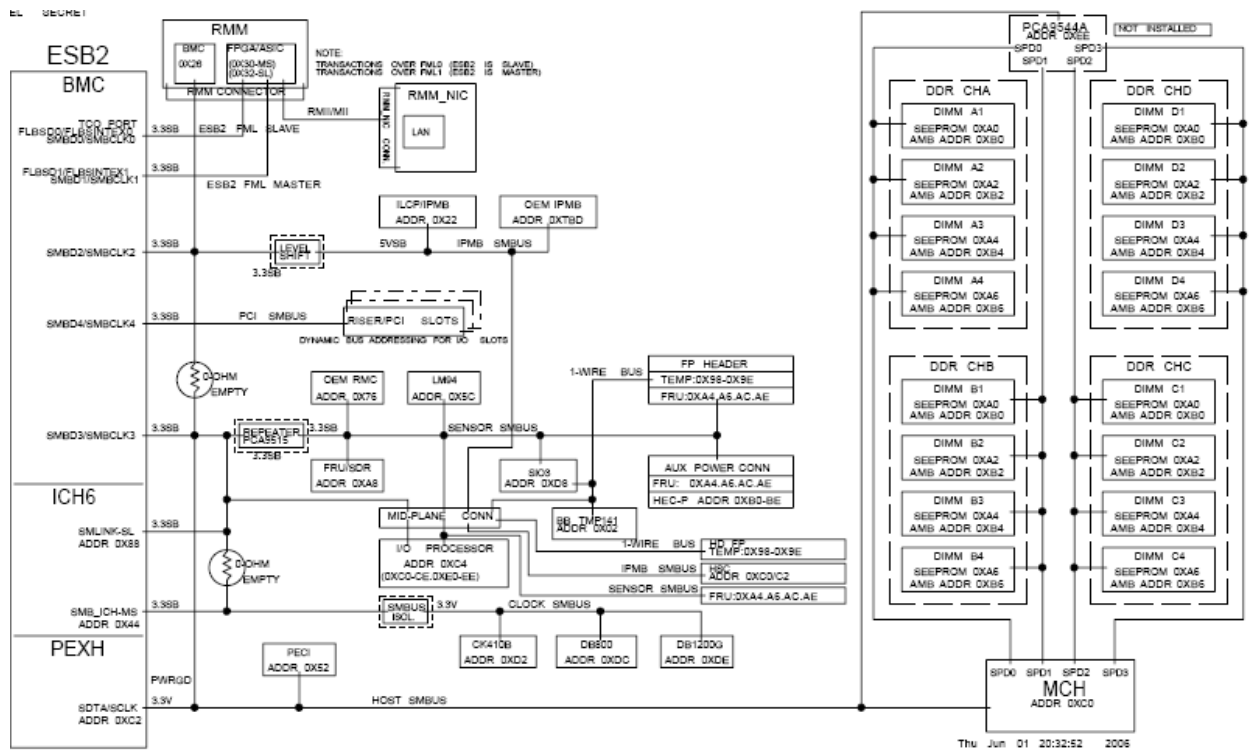 EL SECRET
ESB2
BMC
TCO PORT
FLBSD0/FLBSINTEX0
SMBD0/SMBCLK0
3.3SB
FLBSD1/FLBSINTEX1
SMBD1/SMBCLK1
3.3SB
SMBD2/SMBCLK2
3.3SB
SMBD4/SMBCLK4
3.3SB
SMBD3/SMBCLK3
3.3SB
ICH6
SMLINK-SL
ADDR 0X88
3.3SB
SMB_ICH-MS
ADDR 0X44
3.3SB
PEXH
PWRGD
SDTA/SCLK
ADDR 0XC2
3.3V
RMM
BMC
0X26
FPGA/ASIC
(0X30-MS)
(0X32-SL)
RMM CONNECTOR
NOTE:
TRANSACTIONS OVER FML0 (ESB2 IS SLAVE)
TRANSACTIONS OVER FML1 (ESB2 IS MASTER)
RMM_NIC
LAN
RMM NIC CONN.
RMII/MII
ESB2 FML SLAVE
ESB2 FML MASTER
LEVEL
SHIFT
3.3SB
5VSB
IPMB SMBUS
ILCP/IPMB
ADDR 0X22
OEM IPMB
ADDR 0XTBD
PCI SMBUS
RISER/PCI SLOTS
DYNAMIC BUS ADDRESSING FOR I/O SLOTS
0-OHM
EMPTY
REPEATER
PCA9515
3.3SB
3.3SB
OEM RMC
ADDR 0X76
LM94
ADDR 0X5C
SENSOR SMBUS
FRU/SDR
ADDR 0XA8
SIO3
ADDR 0XD8
1-WIRE BUS
FP HEADER
TEMP:0X98-0X9E
FRU:0XA4.A6.AC.AE
AUX POWER CONN
FRU: 0XA4.A6.AC.AE
HEC-P ADDR 0XB0-BE
MID-PLANE CONN
BB TMP141
ADDR 0X02
I/O PROCESSOR
ADDR 0XC4
(0XC0-CE.0XE0-EE)
0-OHM
EMPTY
1-WIRE BUS
HD FP
TEMP:0X98-0X9E
IPMB SMBUS
HSC
ADDR 0XC0/C2
SENSOR SMBUS
FRU:0XA4.A6.AC.AE
SMBUS
ISOL.
3.3V
CLOCK SMBUS
CK410B
ADDR 0XD2
DB800
ADDR 0XDC
DB1200G
ADDR 0XDE
PECI
ADDR 0X52
HOST SMBUS
PCA9544A
ADDR 0XEE
SPD0 SPD3
SPD1 SPD2
NOT INSTALLED
DDR CHA
DIMM A1
SEEPROM 0XA0
AMB ADDR 0XB0
DIMM A2
SEEPROM 0XA2
AMB ADDR 0XB2
DIMM A3
SEEPROM 0XA4
AMB ADDR 0XB4
DIMM A4
SEEPROM 0XA6
AMB ADDR 0XB6
DDR CHD
DIMM D1
SEEPROM 0XA0
AMB ADDR 0XB0
DIMM D2
SEEPROM 0XA2
AMB ADDR 0XB2
DIMM D3
SEEPROM 0XA4
AMB ADDR 0XB4
DIMM D4
SEEPROM 0XA6
AMB ADDR 0XB6
DDR CHB
DIMM B1
SEEPROM 0XA0
AMB ADDR 0XB0
DIMM B2
SEEPROM 0XA2
AMB ADDR 0XB2
DIMM B3
SEEPROM 0XA4
AMB ADDR 0XB4
DIMM B4
SEEPROM 0XA6
AMB ADDR 0XB6
DDR CHC
DIMM C1
SEEPROM 0XA0
AMB ADDR 0XB0
DIMM C2
SEEPROM 0XA2
AMB ADDR 0XB2
DIMM C3
SEEPROM 0XA4
AMB ADDR 0XB4
DIMM C4
SEEPROM 0XA6
AMB ADDR 0XB6
SPD0 SPD1 SPD2 SPD3
MCH
ADDR 0XC0
Thu Jun 01 20:32:52 2006